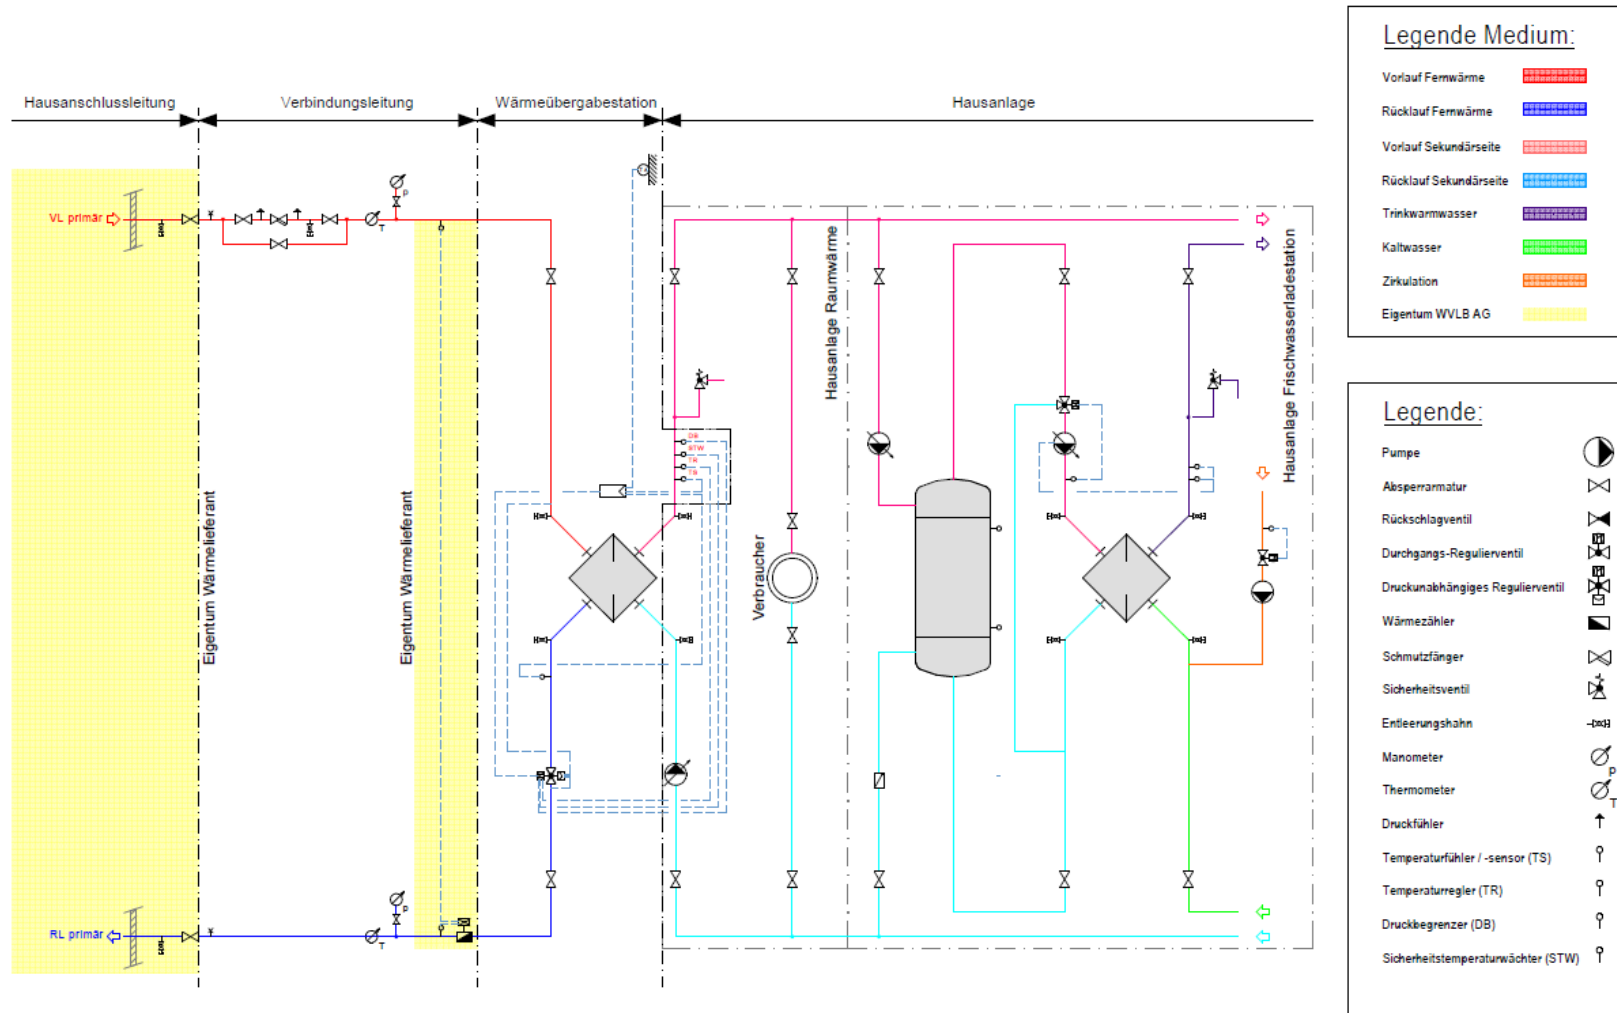 Hausanschlussleitung
Verbindungsleitung
Wärmeübergabestation
Hausanlage
VL primär
P
T
Eigentum Wärmelieferant
Eigentum Wärmelieferant
DB
STW
TR
TS
Verbraucher
Hausanlage Raumwärme
Hausanlage Frischwasserladestation
RL primär
P
T
Legende Medium:
Vorlauf Fernwärme
Rücklauf Fernwärme
Vorlauf Sekundärseite
Rücklauf Sekundärseite
Trinkwarmwasser
Kaltwasser
Zirkulation
Eigentum WVLB AG
Legende:
Pumpe
Absperrarmatur
Rückschlagventil
Durchgangs-Regulierventil
Druckunabhängiges Regulierventil
Wärmezähler
Schmutzfänger
Sicherheitsventil
Entleerungshahn
Manometer
P
Thermometer
T
Druckfühler
Temperaturfühler / -sensor (TS)
Temperaturregler (TR)
Druckbegrenzer (DB)
Sicherheitstemperaturwächter (STW)